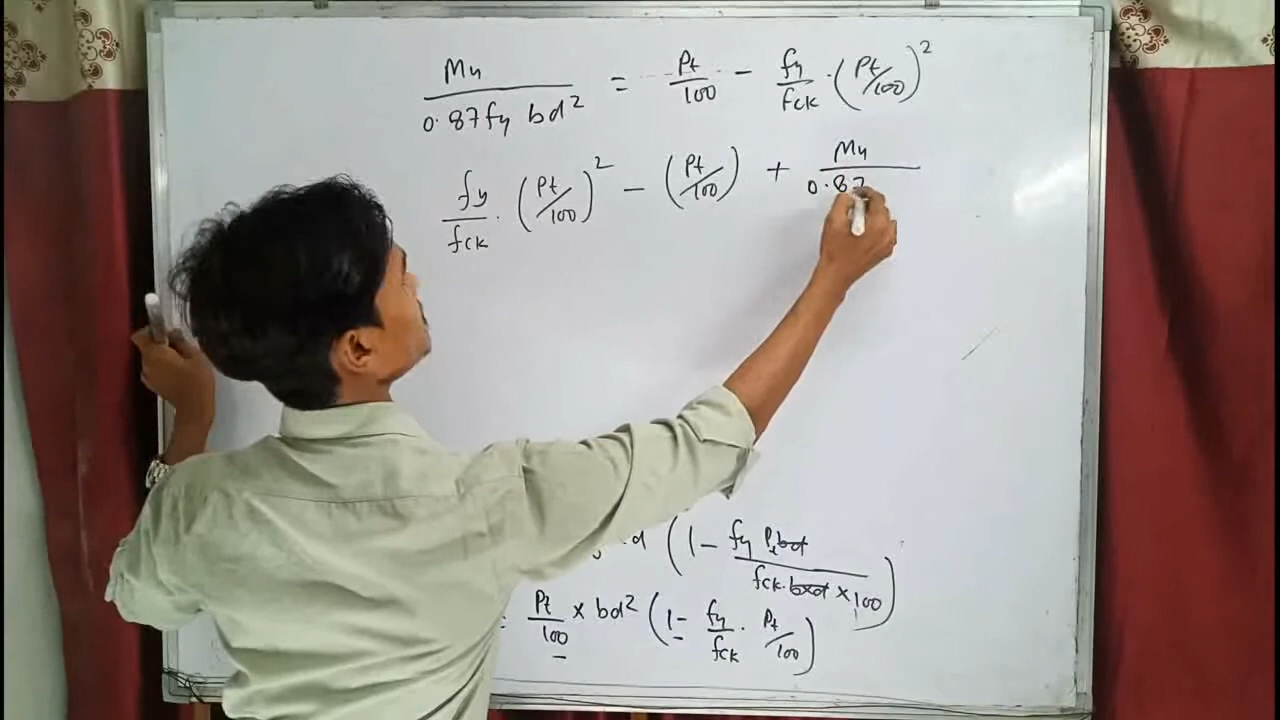 Mu / 0.87fy bd² = Pt/100 - fy/fck . (Pt/100)²
fy/fck . (Pt/100)² - (Pt/100) + Mu / 0.87
d (1 - fy Pt bd / fck . bxd x 100)
= Pt/100 x bd² (1 - fy/fck . Pt/100)